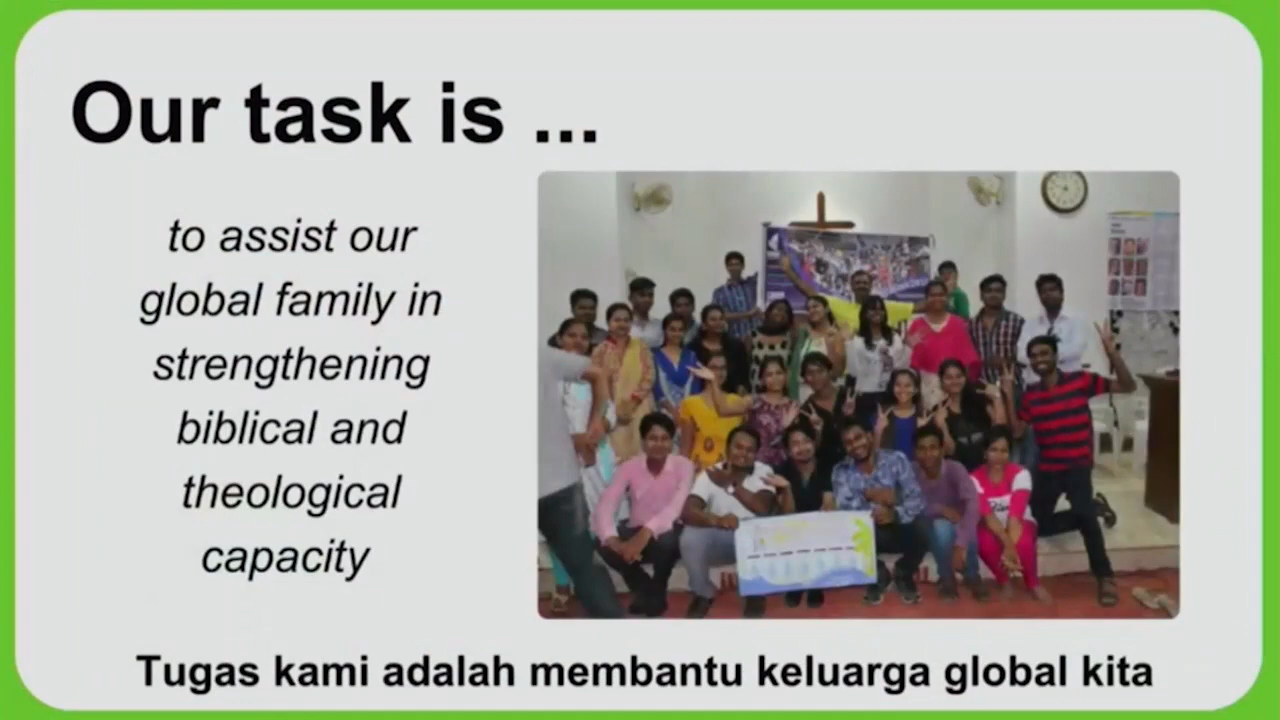 Our task is ...
to assist our
global family in
strengthening
biblical and
theological
capacity
Tugas kami adalah membantu keluarga global kita